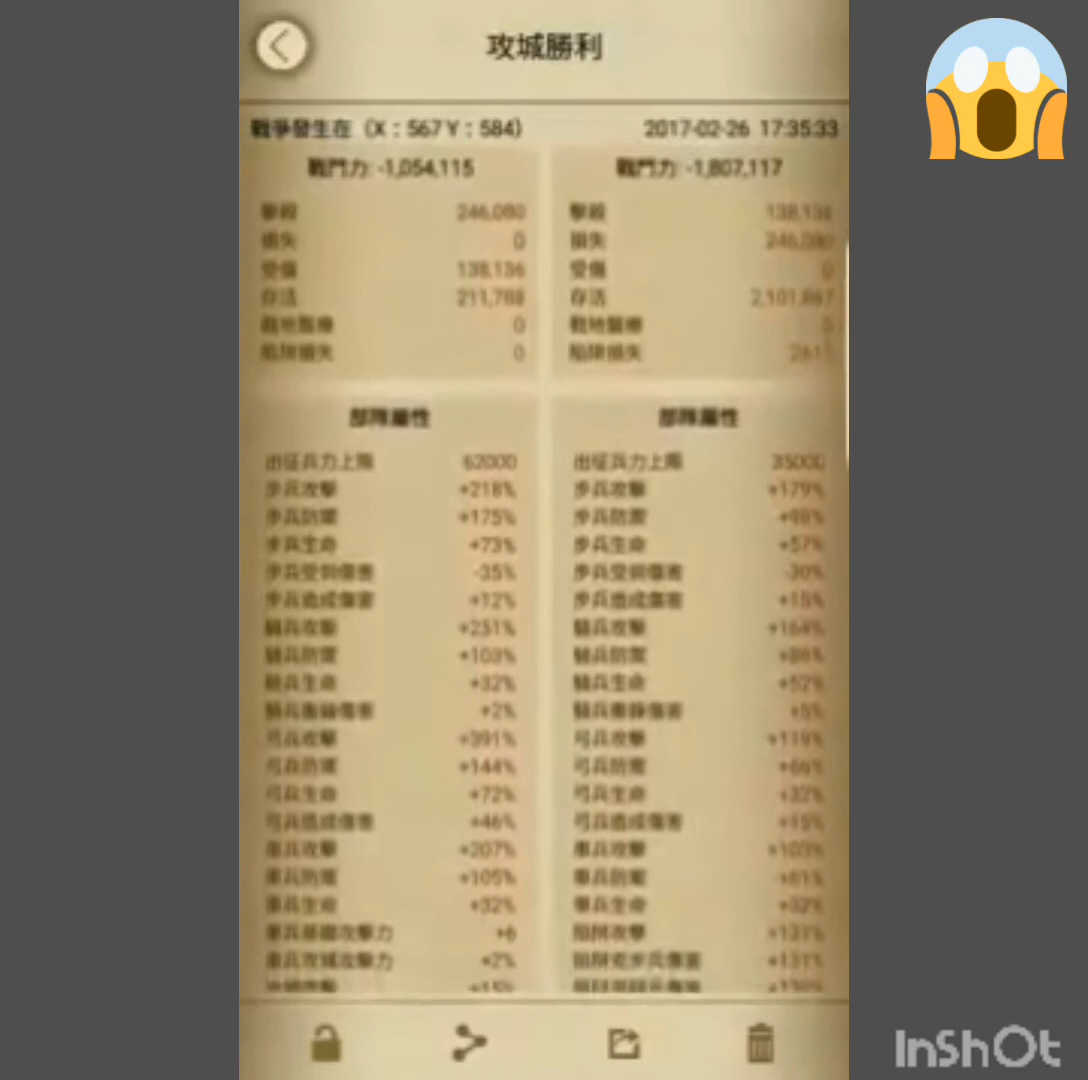 攻城勝利
戰爭發生在（X：567 Y：584） 2017-02-26 17:35:33
戰鬥力: -1,054,115 戰鬥力: -1,807,117
擊殺 246,080 擊殺 138,136
損失 0 損失 246,080
受傷 138,136 受傷 0
存活 211,788 存活 2,101,867
戰地醫療 0 戰地醫療 0
陷阱損失 0 陷阱損失
部隊屬性 部隊屬性
出征兵力上限 62000 出征兵力上限 35000
步兵攻擊 +218% 步兵攻擊 +179%
步兵防禦 +175% 步兵防禦 +98%
步兵生命 +73% 步兵生命 +57%
步兵受到傷害 -35% 步兵受到傷害 -30%
步兵造成傷害 +12% 步兵造成傷害 +15%
騎兵攻擊 +251% 騎兵攻擊 +164%
騎兵防禦 +103% 騎兵防禦 +86%
騎兵生命 +32% 騎兵生命 +52%
騎兵衝鋒傷害 +2% 騎兵衝鋒傷害 +5%
弓兵攻擊 +391% 弓兵攻擊 +119%
弓兵防禦 +144% 弓兵防禦 +66%
弓兵生命 +72% 弓兵生命 +32%
弓兵造成傷害 +46% 弓兵造成傷害 +15%
車兵攻擊 +207% 車兵攻擊 +103%
車兵防禦 +105% 車兵防禦 +61%
車兵生命 +32% 車兵生命 +32%
車兵基礎攻擊力 +6 陷阱攻擊 +131%
車兵攻城攻擊力 +2% 陷阱克步兵傷害 +131%
InShOt